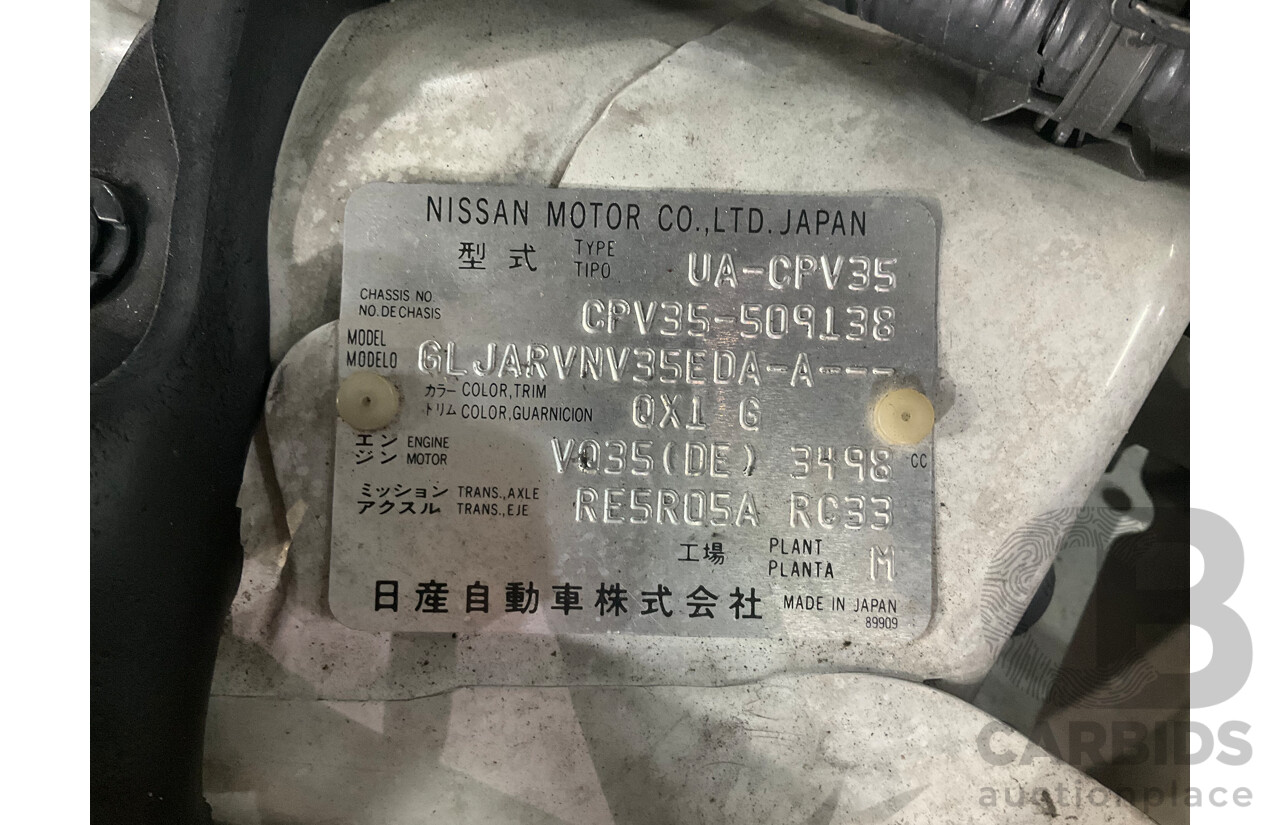 NISSAN MOTOR CO.,LTD. JAPAN
型式 TYPE TIPO UA-CPV35
CHASSIS NO. NO. DE CHASIS CPV35-509138
MODEL MODELO GLJARVNV35EDA-A---
カラー COLOR, TRIM
トリム COLOR, GUARNICION QX1 G
エンジン ENGINE MOTOR VQ35(DE) 3498 CC
ミッション TRANS., AXLE
アクスル TRANS., EJE RE5R05A RC33
工場 PLANT PLANTA M
日産自動車株式会社 MADE IN JAPAN
89909
CARBIDS
auctionplace